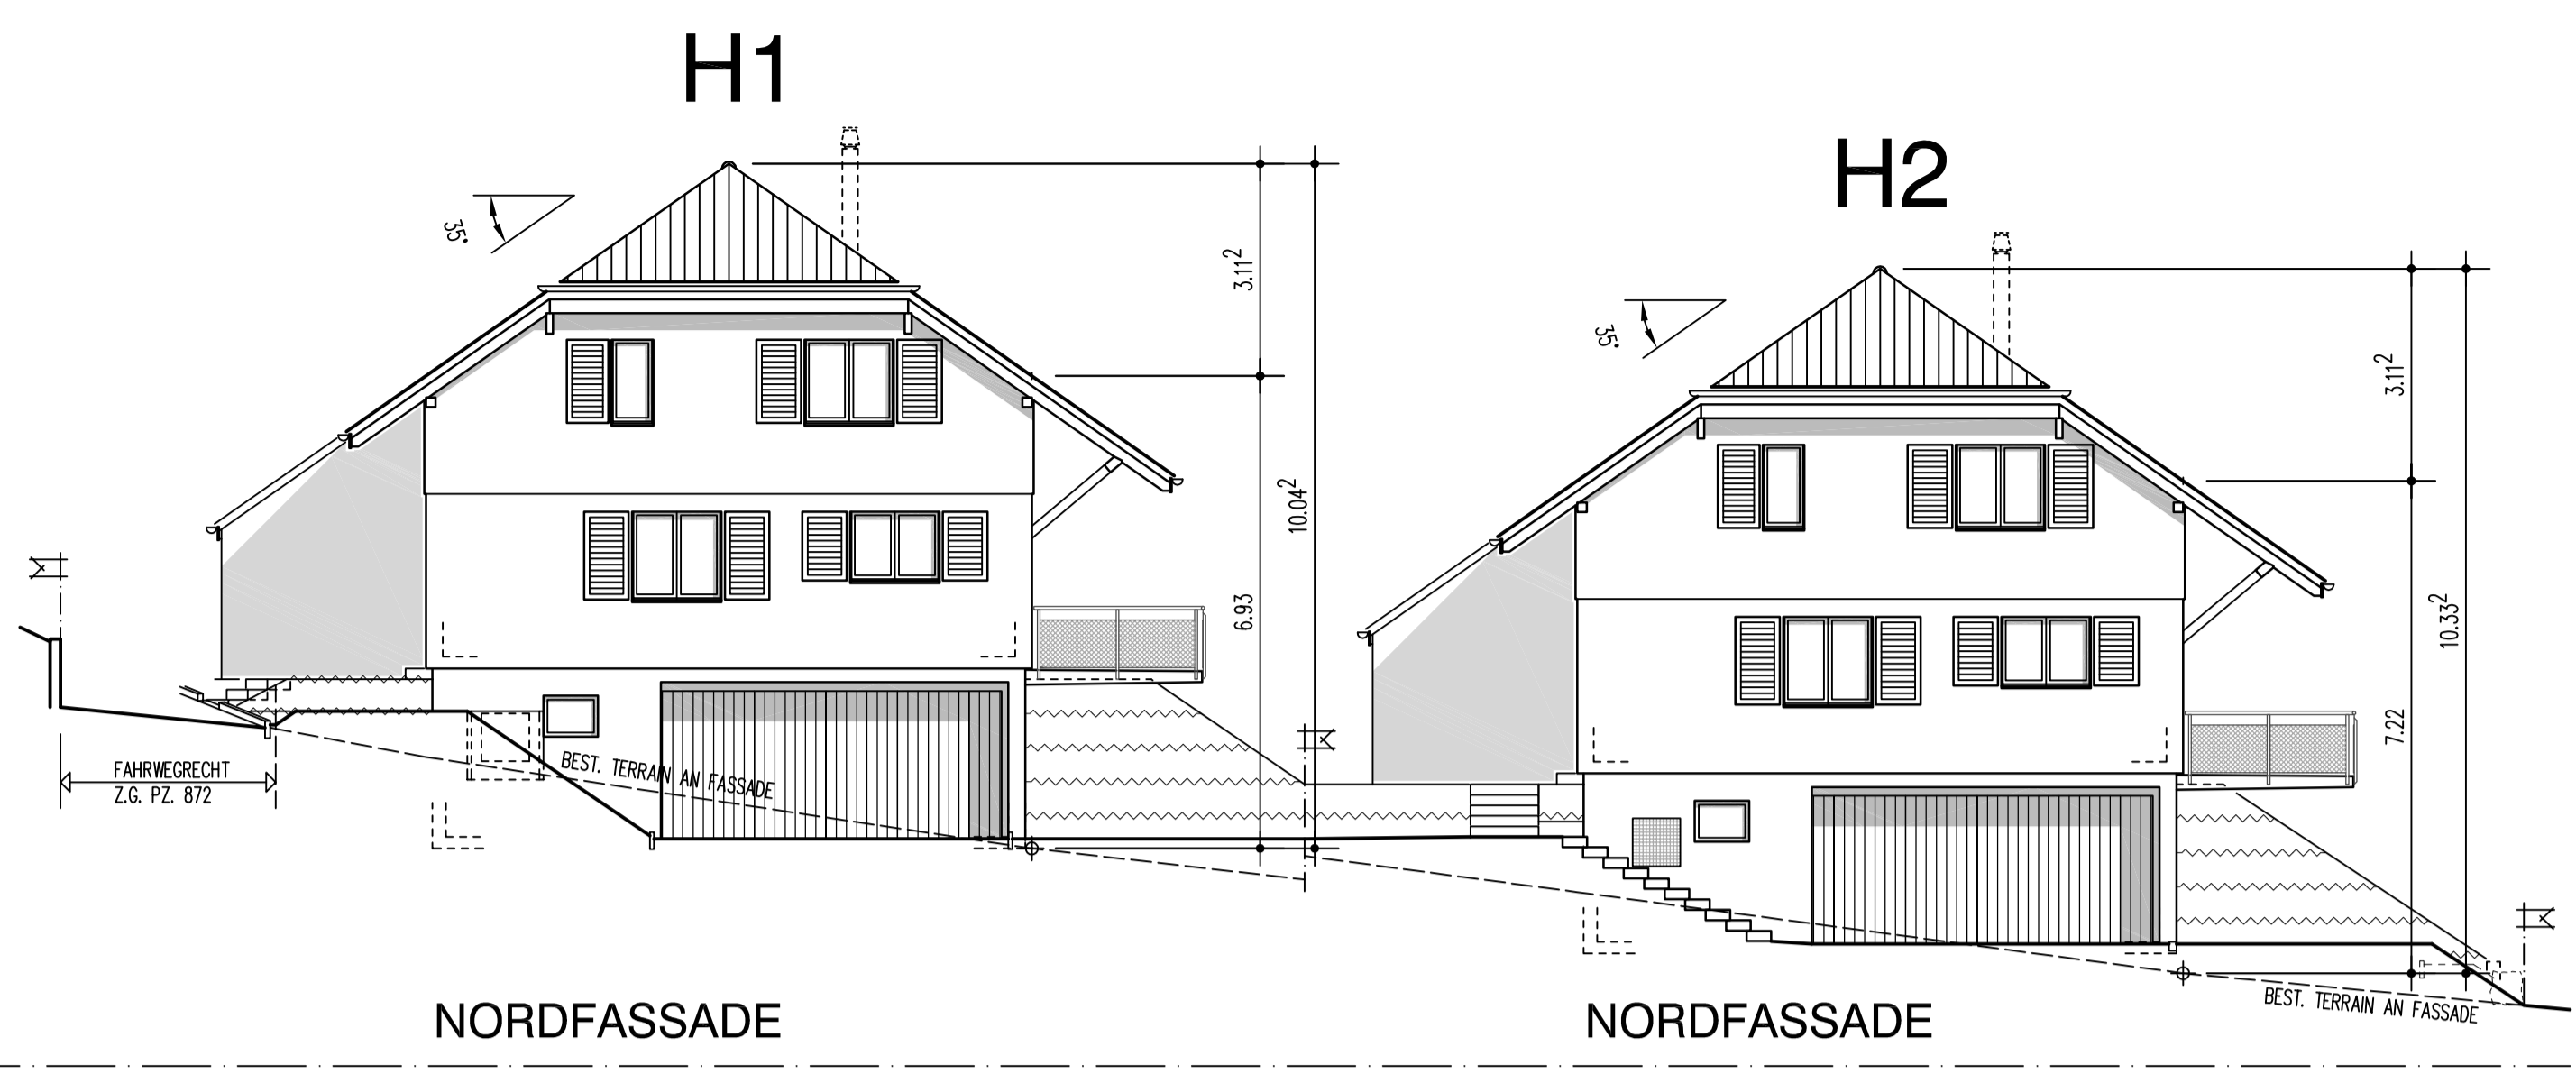 H1
H2
35°
35°
3.11²
10.04²
6.93
3.11²
10.33²
7.22
FAHRWEGRECHT
Z.G. PZ. 872
BEST. TERRAIN AN FASSADE
BEST. TERRAIN AN FASSADE
NORDFASSADE
NORDFASSADE